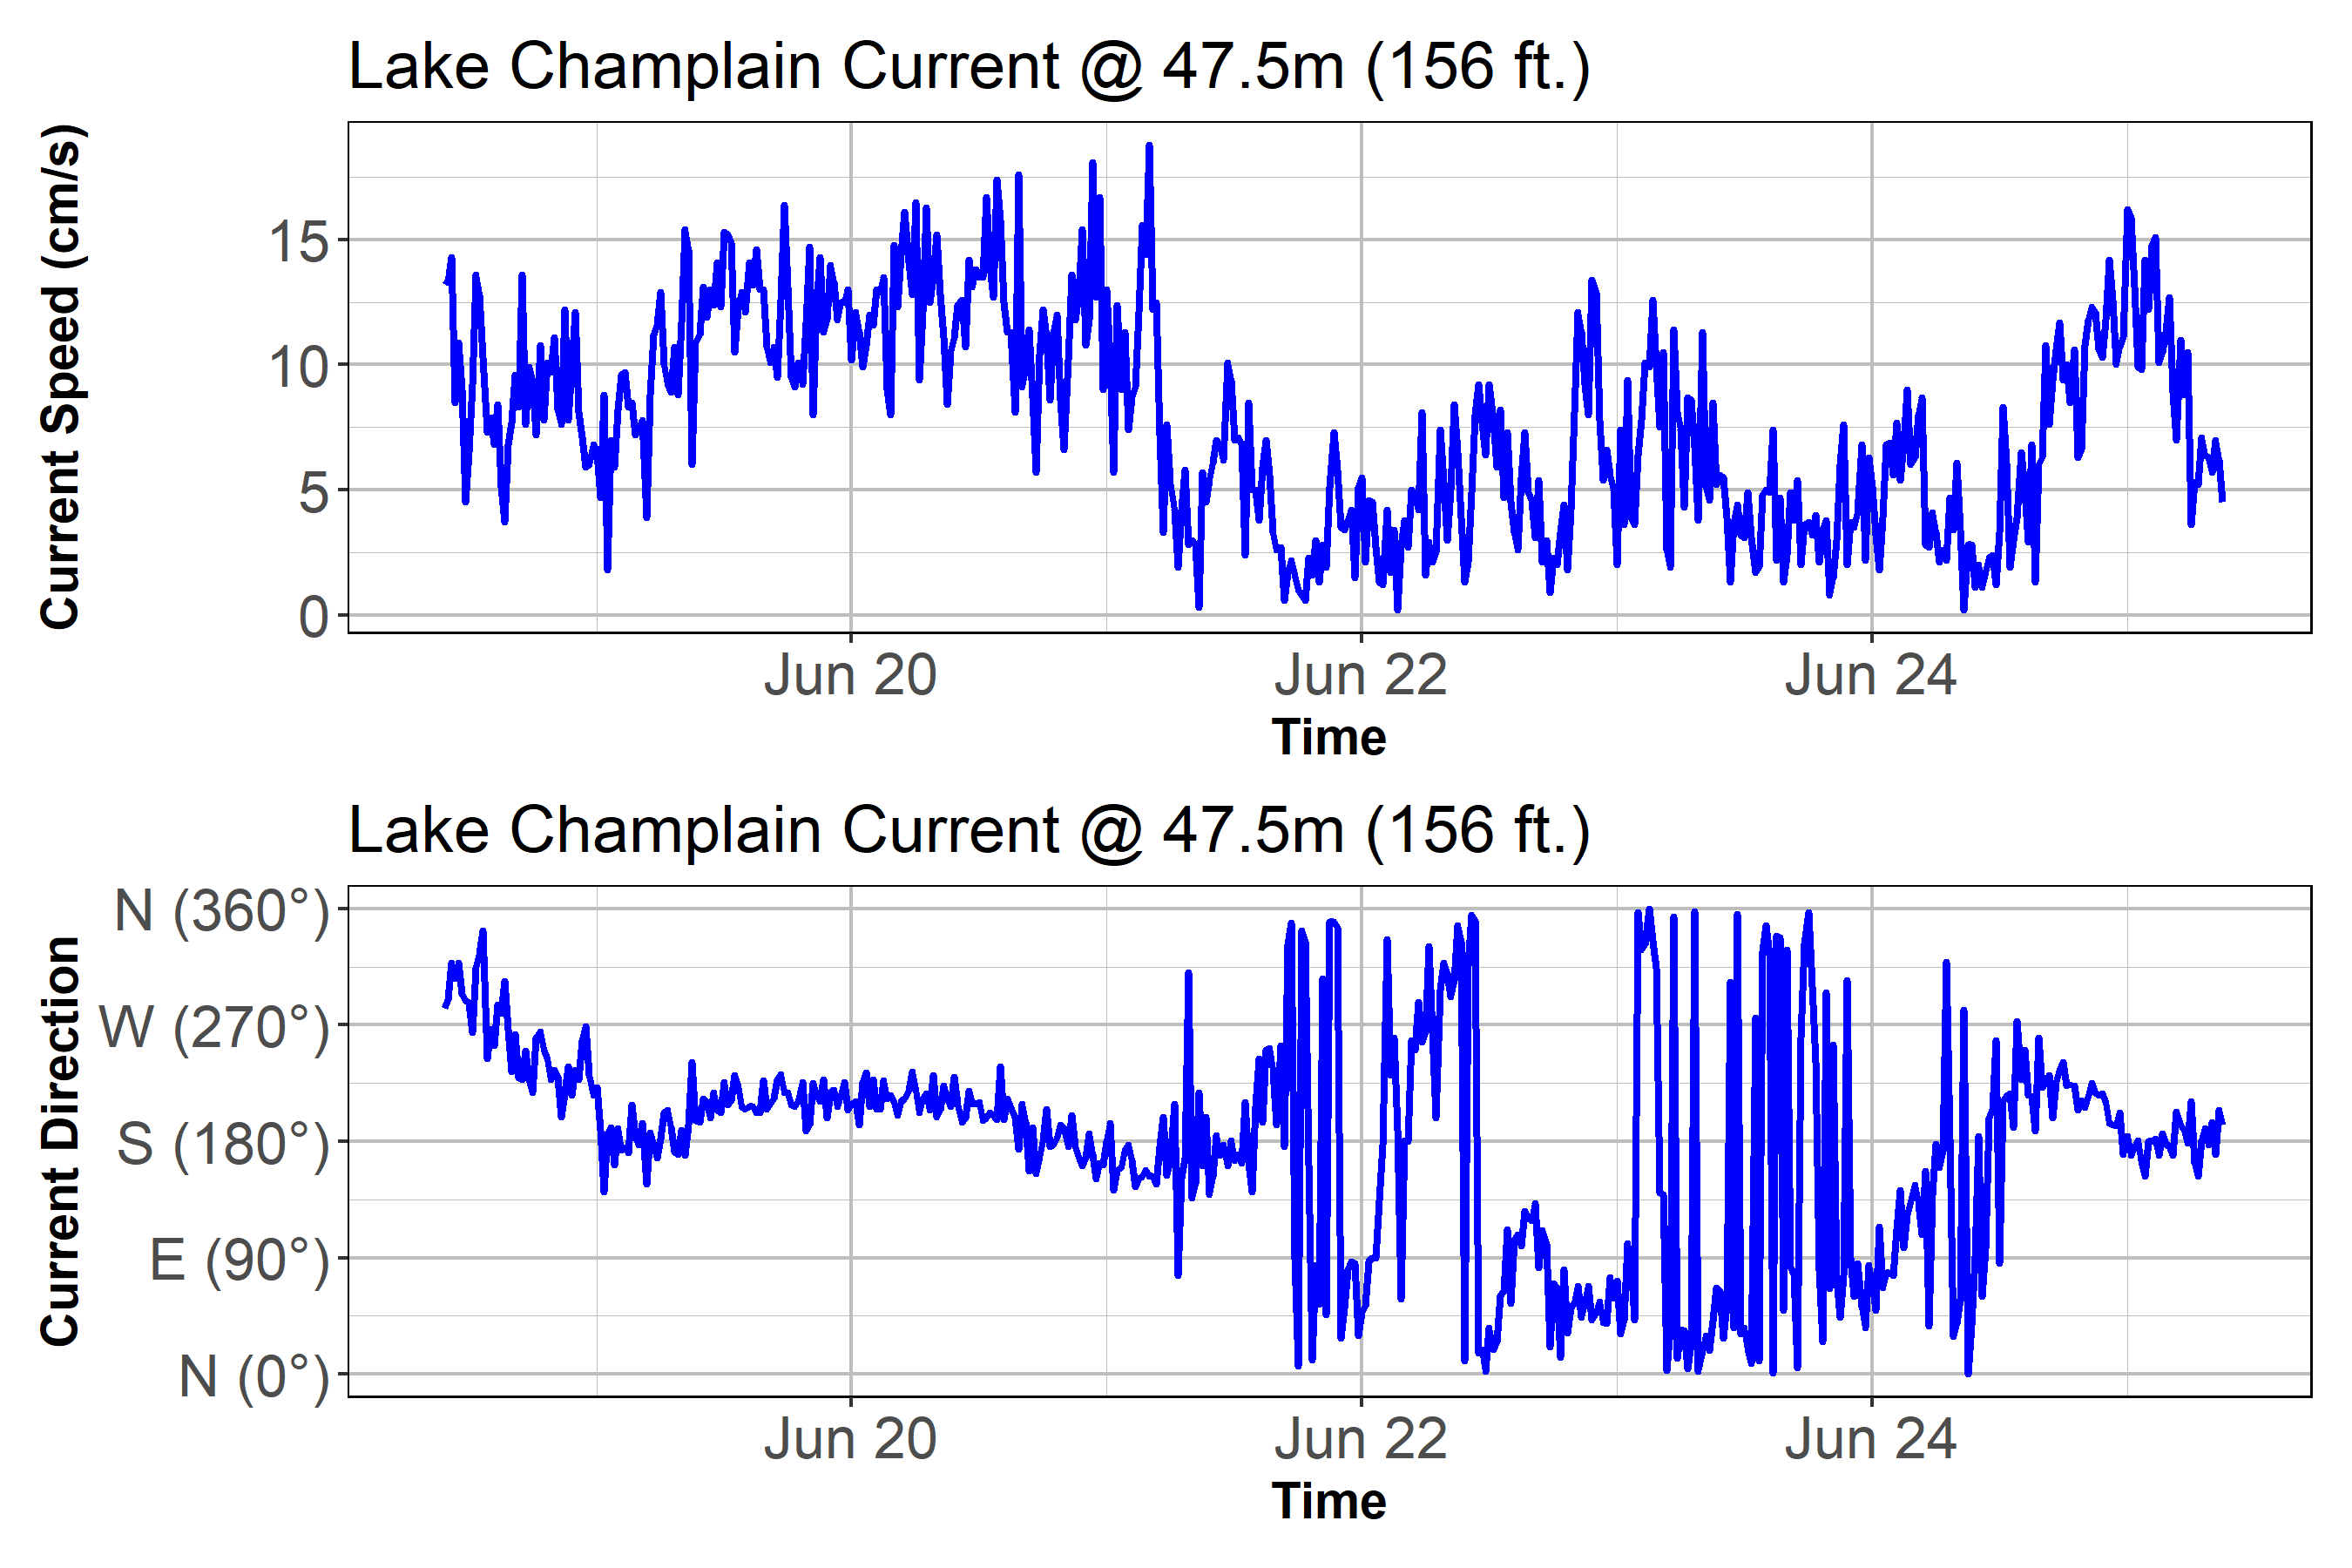 Lake Champlain Current @ 47.5m (156 ft.)
Current Speed (cm/s)
15
10
5
0
Jun 20 Jun 22 Jun 24
Time
Lake Champlain Current @ 47.5m (156 ft.)
Current Direction
N (360°)
W (270°)
S (180°)
E (90°)
N (0°)
Jun 20 Jun 22 Jun 24
Time